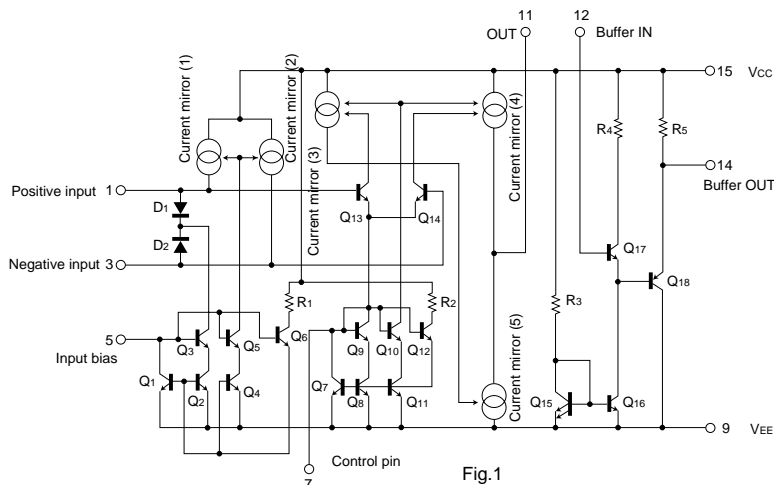 11
12
OUT
Buffer IN
15 VCC
Current mirror (1)
Current mirror (2)
Current mirror (3)
Current mirror (4)
R4
R5
14
Buffer OUT
Positive input 1
D1
D2
Q13
Q14
Negative input 3
Q17
Q18
R1
R2
R3
5
Input bias
Q3
Q5
Q6
Q9
Q10
Q12
Current mirror (5)
Q1
Q2
Q4
Q7
Q8
Q11
Q15
Q16
9 VEE
Control pin
7
Fig.1